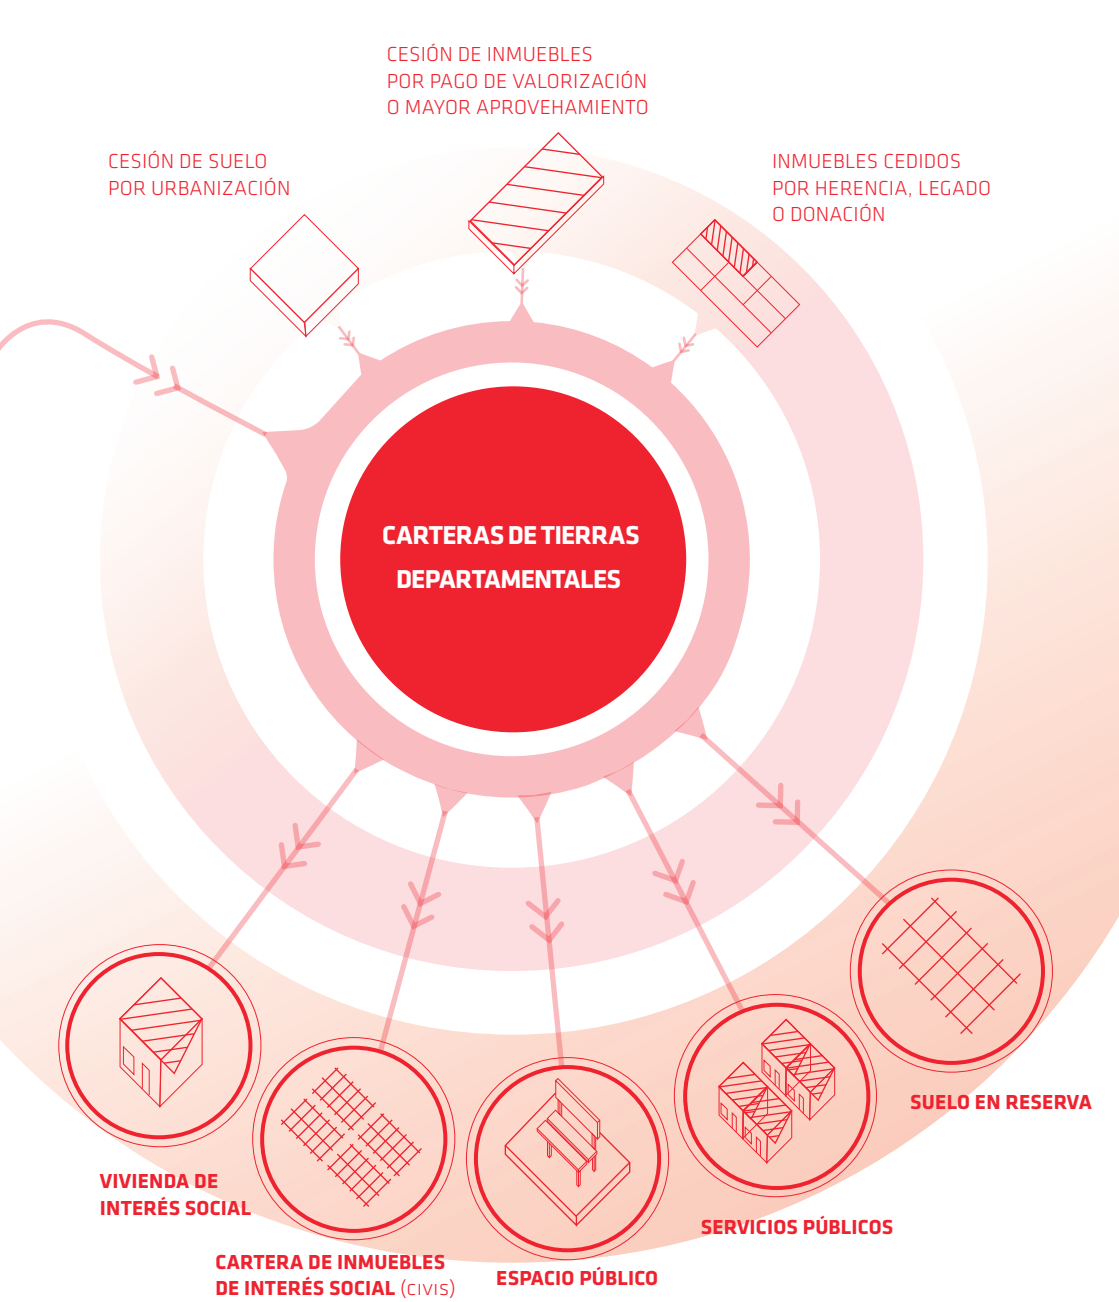 CESIÓN DE INMUEBLES
POR PAGO DE VALORIZACIÓN
O MAYOR APROVEHAMIENTO
CESIÓN DE SUELO
POR URBANIZACIÓN
INMUEBLES CEDIDOS
POR HERENCIA, LEGADO
O DONACIÓN
CARTERAS DE TIERRAS
DEPARTAMENTALES
SUELO EN RESERVA
VIVIENDA DE
INTERÉS SOCIAL
SERVICIOS PÚBLICOS
CARTERA DE INMUEBLES
DE INTERÉS SOCIAL (CIVIS)
ESPACIO PÚBLICO